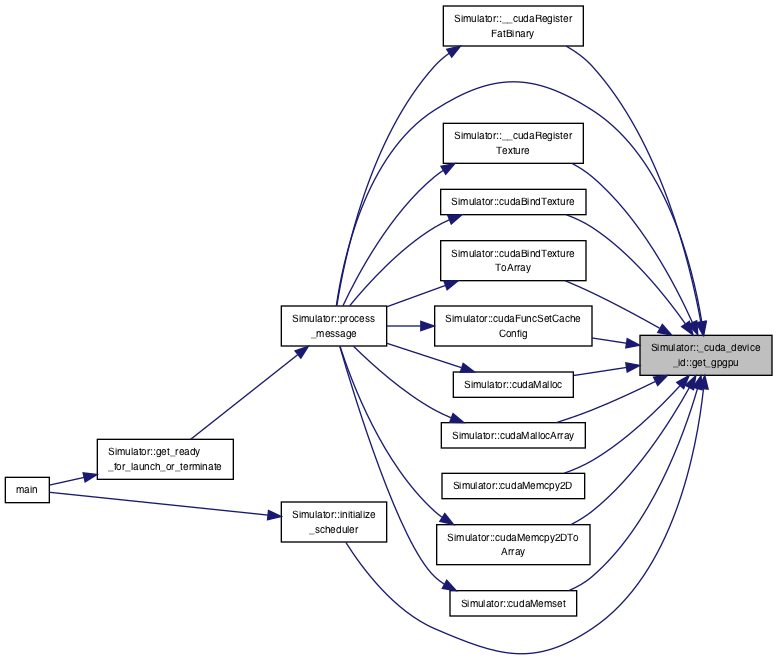 Simulator::__cudaRegister
FatBinary
Simulator::__cudaRegister
Texture
Simulator::cudaBindTexture
Simulator::cudaBindTexture
ToArray
Simulator::process
_message
Simulator::cudaFuncSetCache
Config
Simulator::_cuda_device
_id::get_gpgpu
Simulator::cudaMalloc
Simulator::cudaMallocArray
Simulator::get_ready
_for_launch_or_terminate
main
Simulator::cudaMemcpy2D
Simulator::initialize
_scheduler
Simulator::cudaMemcpy2DTo
Array
Simulator::cudaMemset